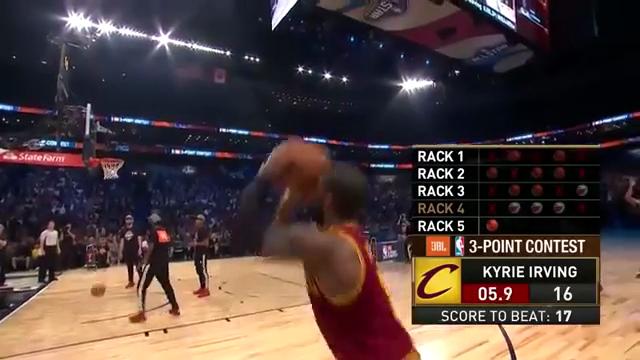 RACK 1
RACK 2
RACK 3
RACK 4
RACK 5
JBL 3-POINT CONTEST
C KYRIE IRVING
05.9 16
SCORE TO BEAT: 17
State Farm